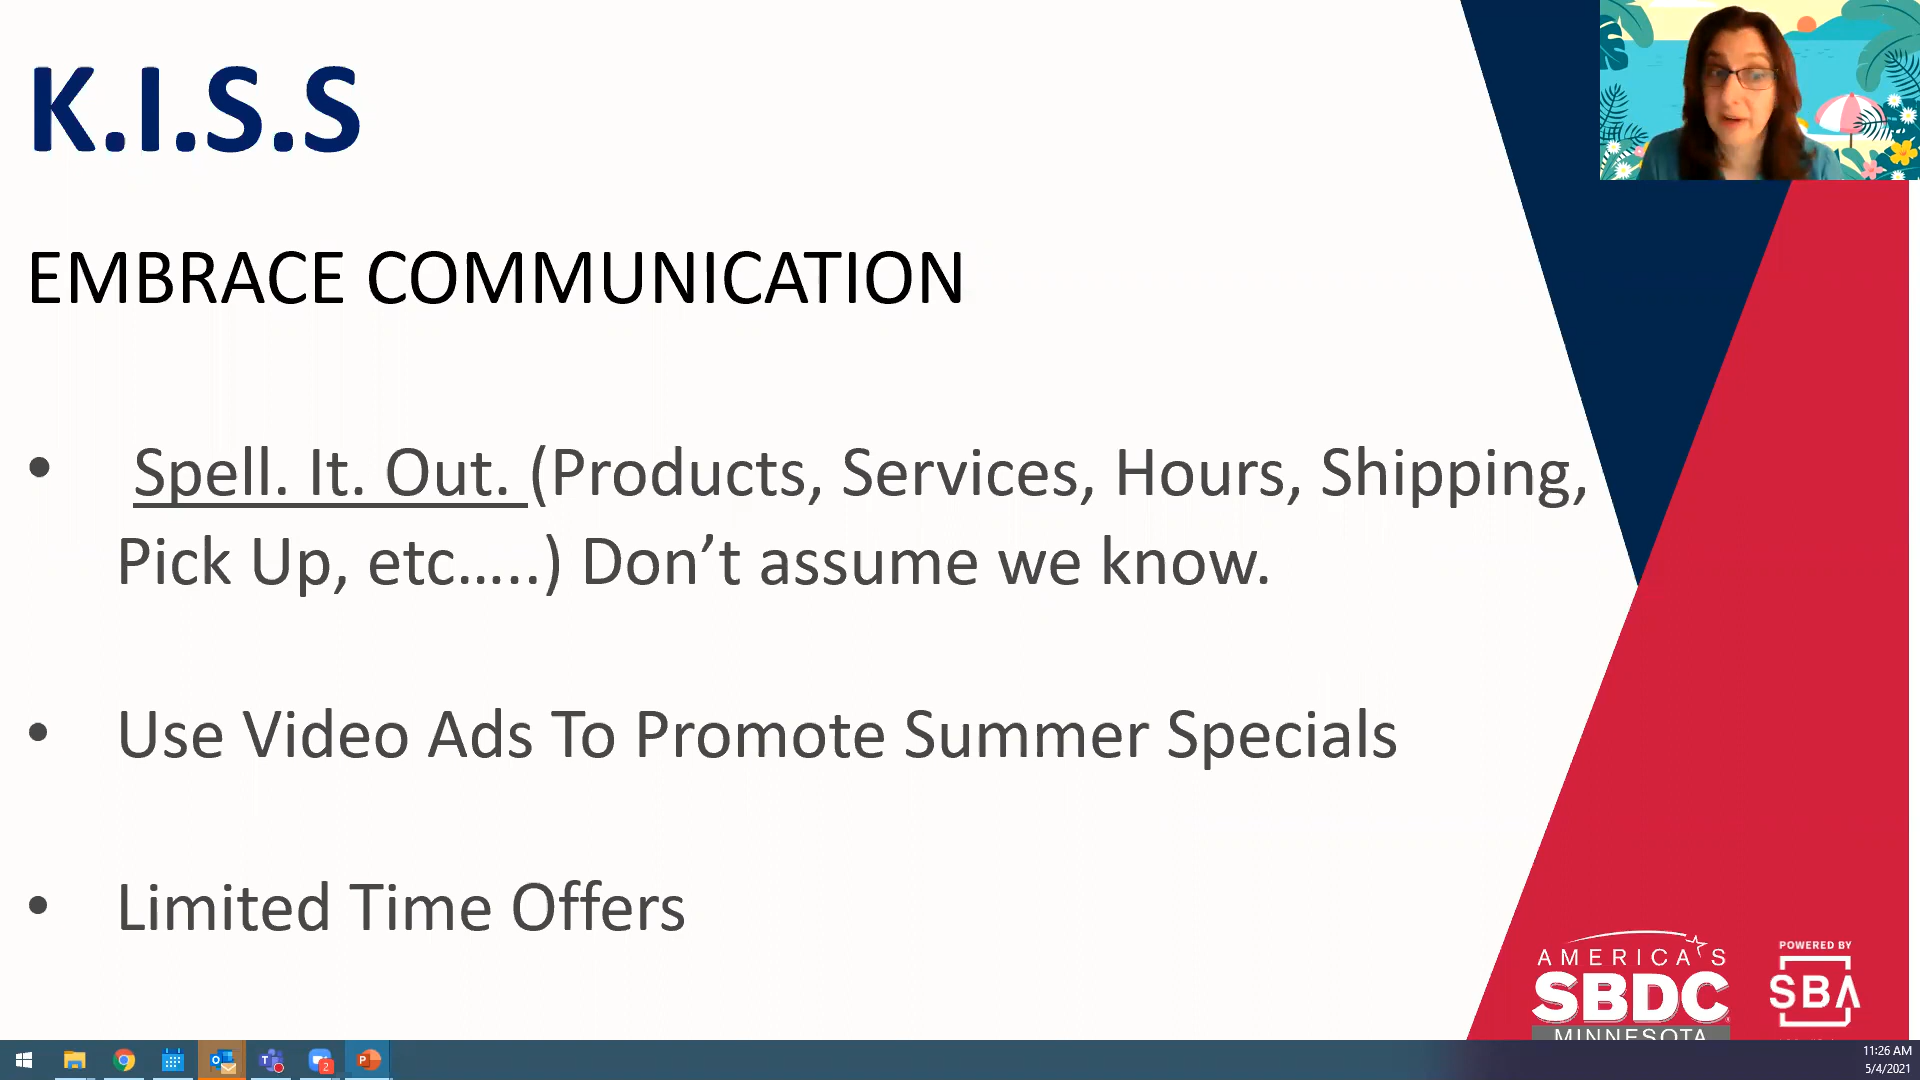 K.I.S.S
EMBRACE COMMUNICATION
• Spell. It. Out. (Products, Services, Hours, Shipping,
Pick Up, etc…..) Don’t assume we know.
• Use Video Ads To Promote Summer Specials
• Limited Time Offers
AMERICA'S
SBDC
MINNESOTA
POWERED BY
SBA
2
11:26 AM
5/4/2021